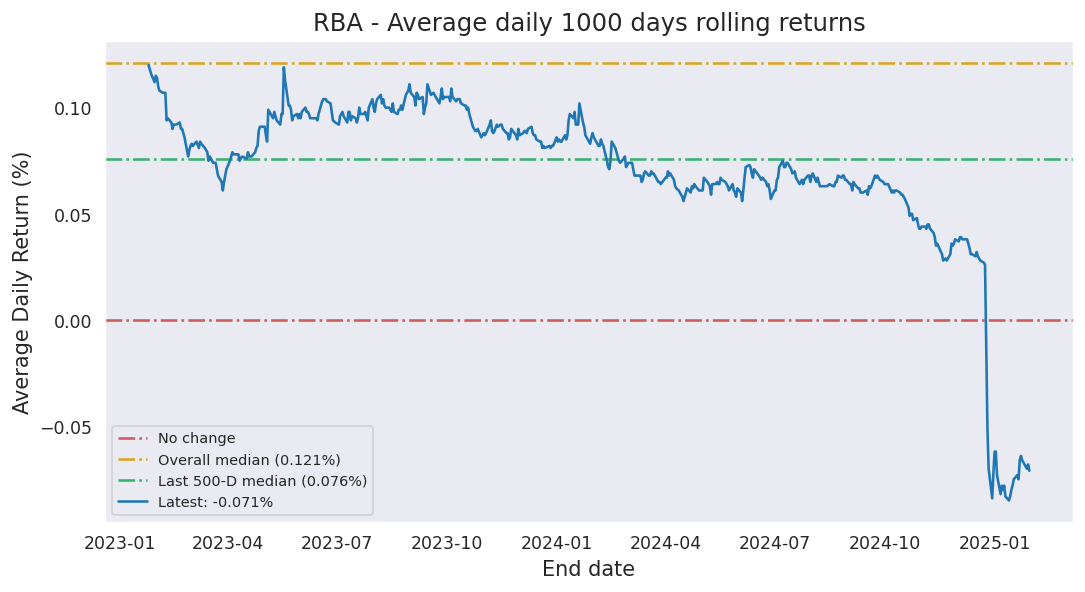 RBA - Average daily 1000 days rolling returns
Average Daily Return (%)
0.10
0.05
0.00
−0.05
No change
Overall median (0.121%)
Last 500-D median (0.076%)
Latest: -0.071%
2023-01 2023-04 2023-07 2023-10 2024-01 2024-04 2024-07 2024-10 2025-01
End date